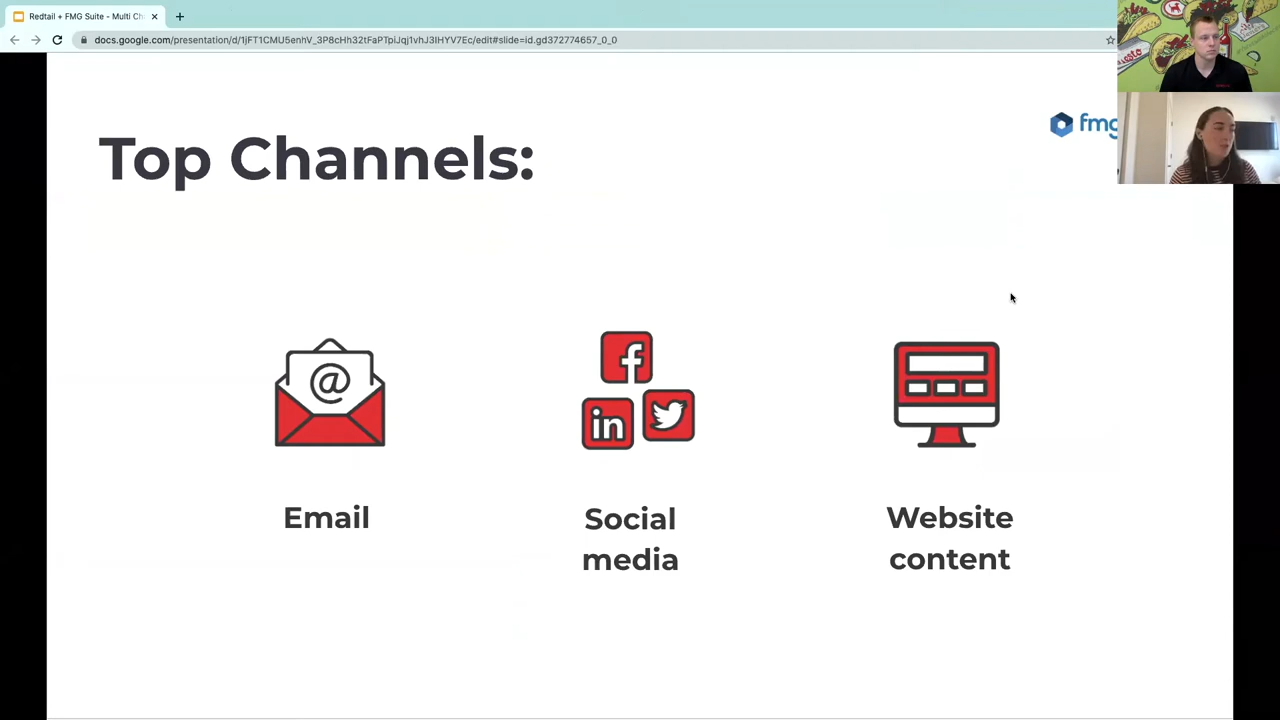 Redtail + FMG Suite - Multi Ch
docs.google.com/presentation/d/1jFT1CMU5enhV_3P8cHh32tFaPTpiJqj1vhJ3IHYV7Ec/edit#slide=id.gd372774657_0_0
fmg
Top Channels:
@
f
in
Email
Social
media
Website
content